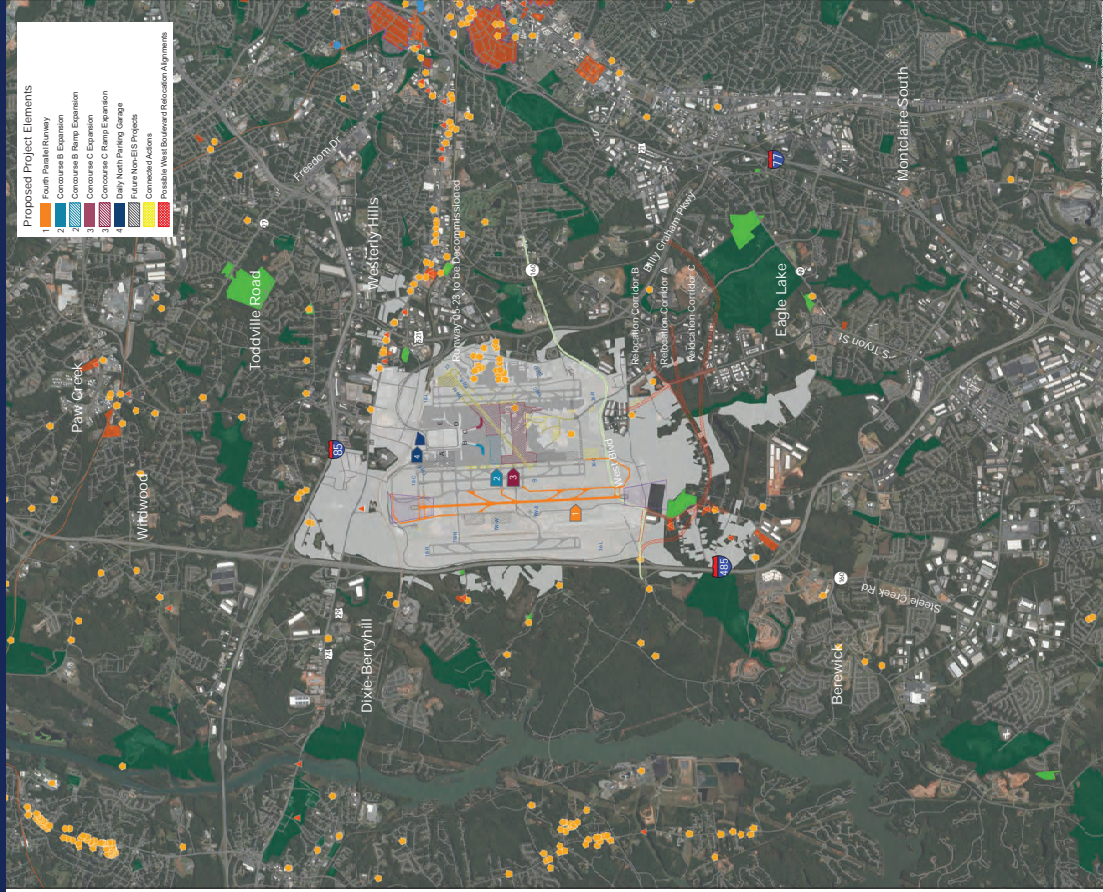 Proposed Project Elements
1 Fourth Parallel Runway
2 Concourse B Expansion
2 Concourse B Ramp Expansion
3 Concourse C Expansion
3 Concourse C Ramp Expansion
4 Daily North Parking Garage
Future Non-EIS Projects
Connected Actions
Possible West Boulevard Relocation Alignments
Paw Creek
Wildwood
Toddville Road
Freedom Dr
Westerly Hills
Dixie-Berryhill
Runway 05-23 to be Decommissioned
85
4
2
3
1
West Blvd
Relocation Corridor B
Relocation Corridor A
Relocation Corridor C
Billy Graham Pkwy
Eagle Lake
S Tryon St
77
Montclaire South
485
Steele Creek Rd
Berewick